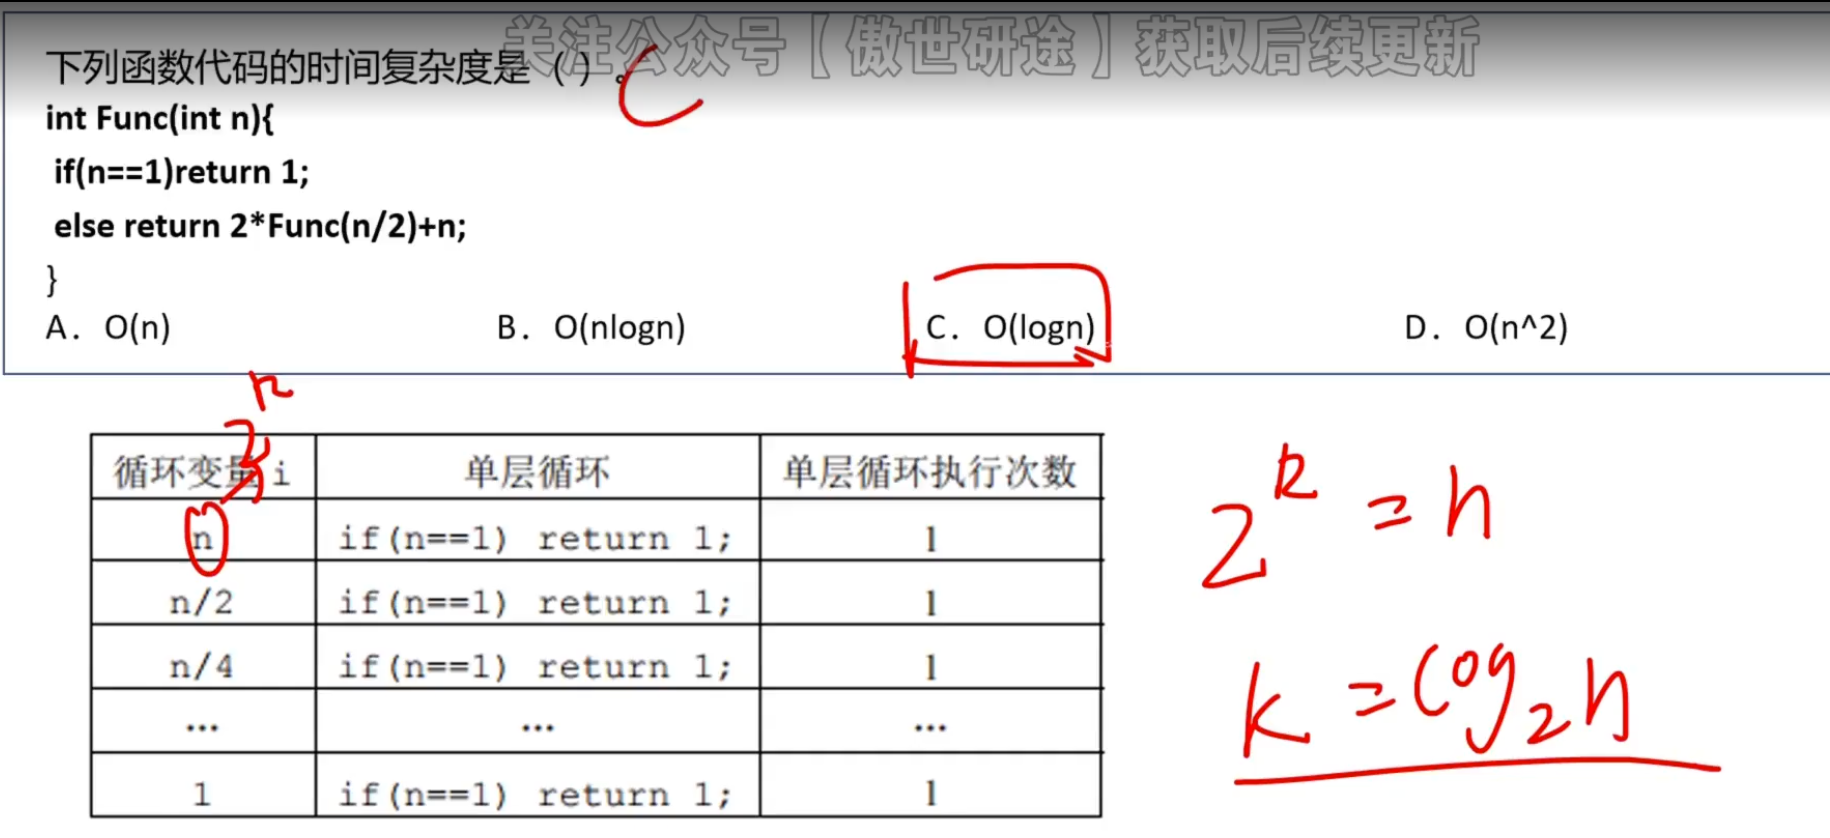 关注公众号【傲世研途】获取后续更新
下列函数代码的时间复杂度是（）。 C
int Func(int n){
if(n==1)return 1;
else return 2*Func(n/2)+n;
}
A. O(n) B. O(nlogn) C. O(logn) D. O(n^2)
循环变量 i 单层循环 单层循环执行次数
n if(n==1) return 1; 1
n/2 if(n==1) return 1; 1
n/4 if(n==1) return 1; 1
... ... ...
1 if(n==1) return 1; 1
2^k = n
k = log₂n